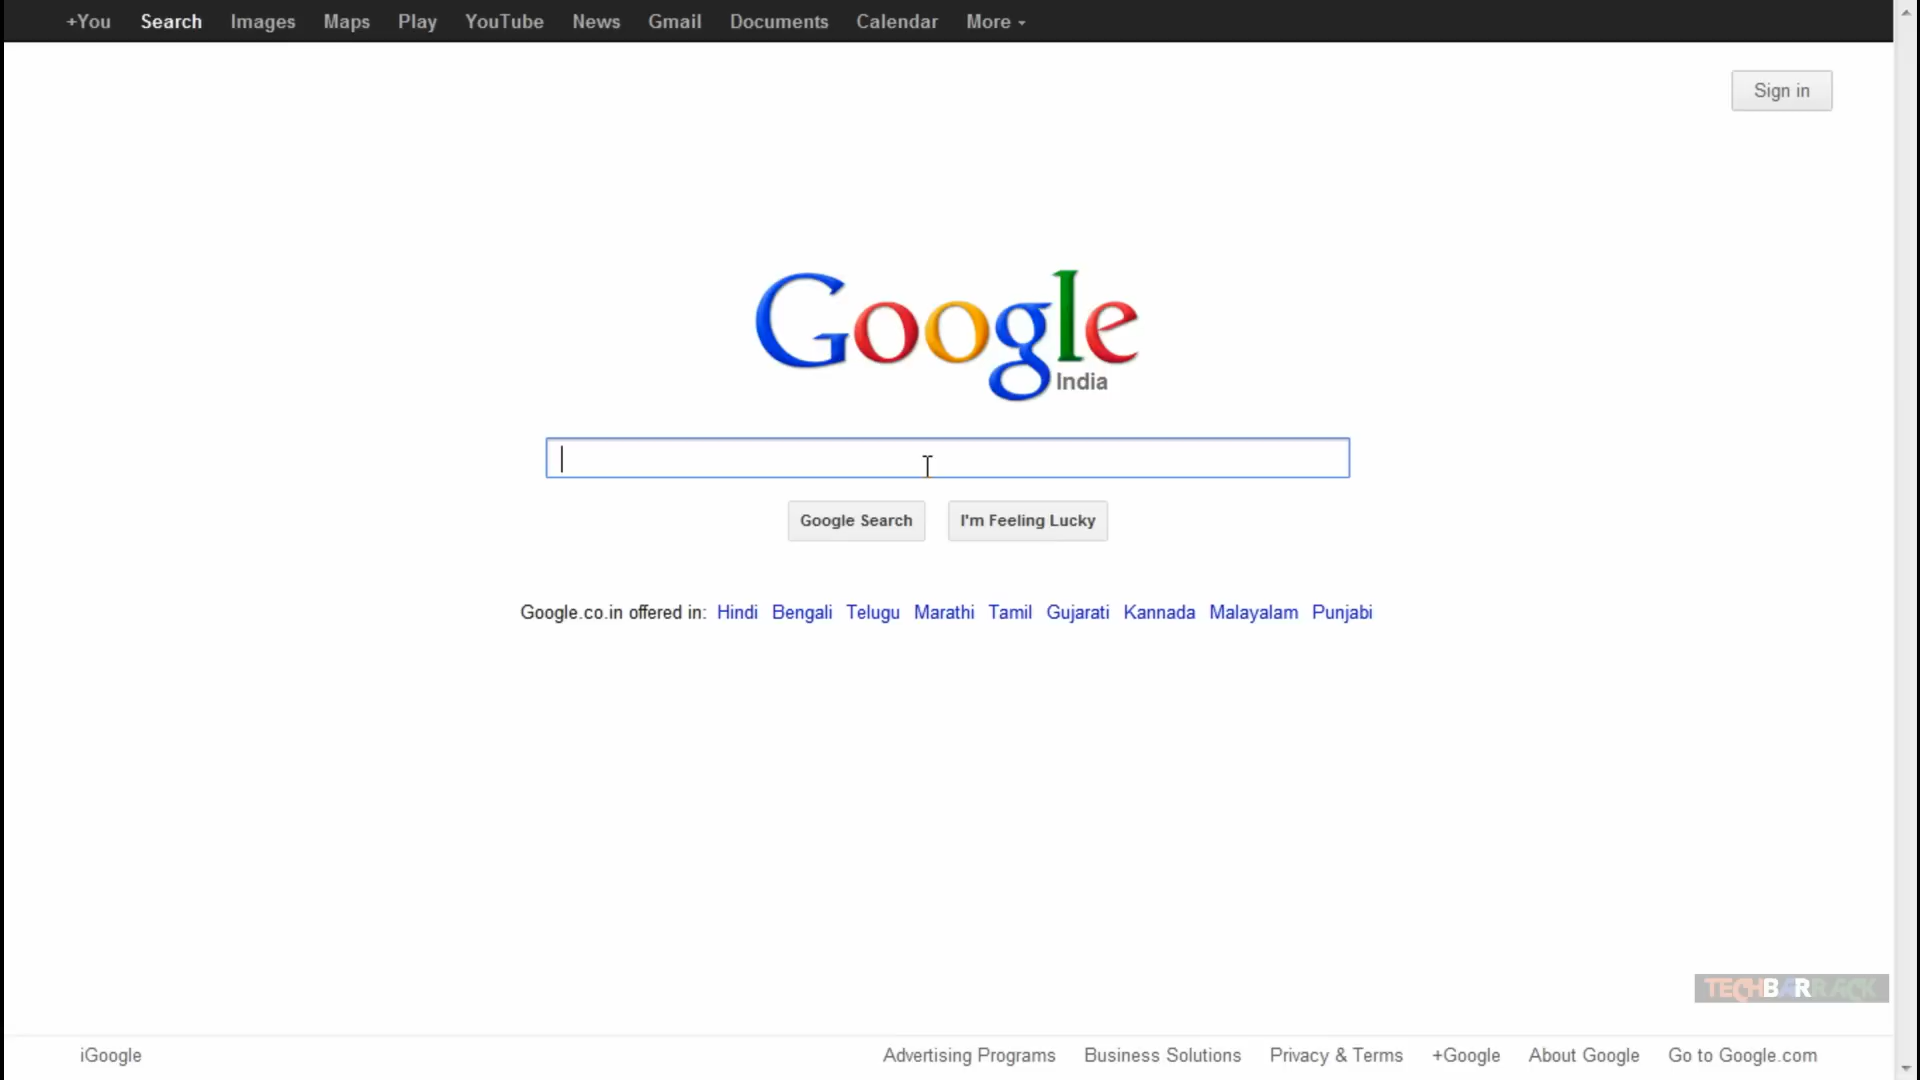 +You Search Images Maps Play YouTube News Gmail Documents Calendar More
Sign in
Google
India
Google Search I'm Feeling Lucky
Google.co.in offered in: Hindi Bengali Telugu Marathi Tamil Gujarati Kannada Malayalam Punjabi
TECHBARRACK
iGoogle Advertising Programs Business Solutions Privacy & Terms +Google About Google Go to Google.com